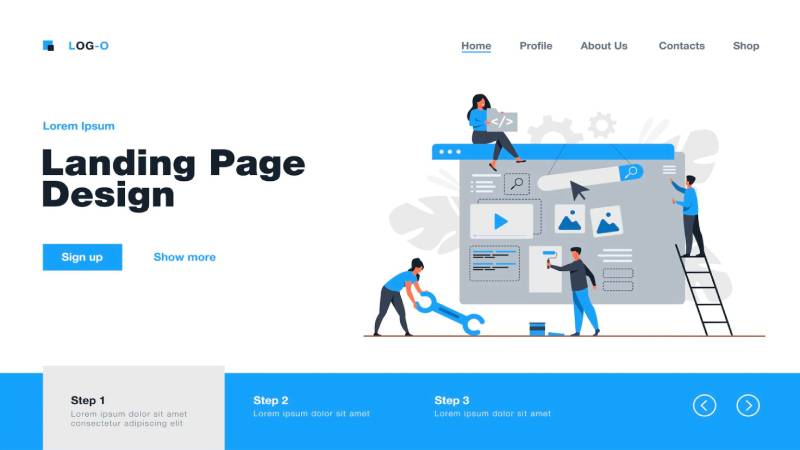 LOG-O
Home Profile About Us Contacts Shop
Lorem Ipsum
Landing Page
Design
Sign up Show more
</>
Step 1
Lorem ipsum dolor sit amet
consectetur adipiscing elit
Step 2
Lorem ipsum dolor sit amet
Step 3
Lorem ipsum dolor sit amet